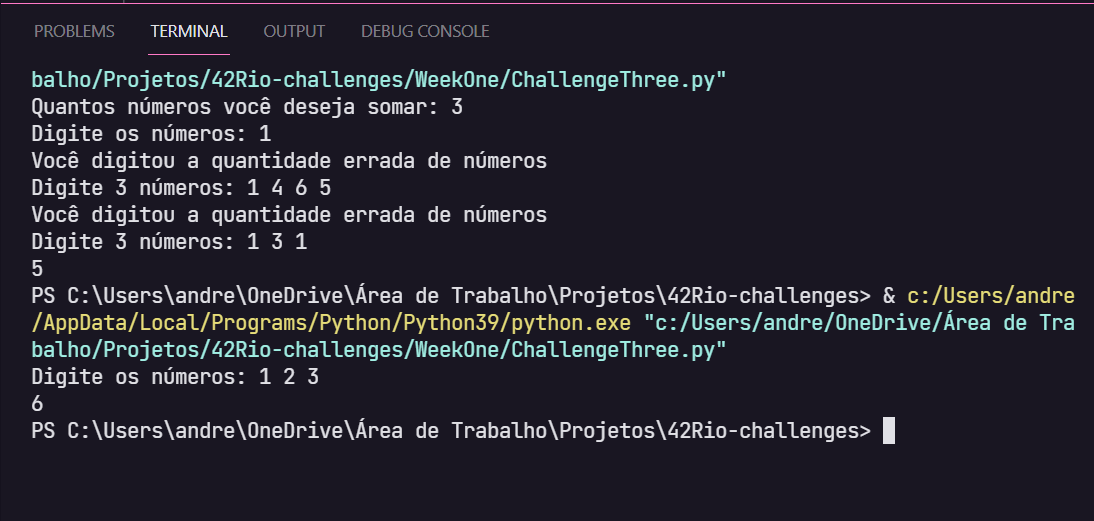 PROBLEMS TERMINAL OUTPUT DEBUG CONSOLE
balho/Projetos/42Rio-challenges/WeekOne/ChallengeThree.py"
Quantos números você deseja somar: 3
Digite os números: 1
Você digitou a quantidade errada de números
Digite 3 números: 1 4 6 5
Você digitou a quantidade errada de números
Digite 3 números: 1 3 1
5
PS C:\Users\andre\OneDrive\Área de Trabalho\Projetos\42Rio-challenges> & c:/Users/andre
/AppData/Local/Programs/Python/Python39/python.exe "c:/Users/andre/OneDrive/Área de Tra
balho/Projetos/42Rio-challenges/WeekOne/ChallengeThree.py"
Digite os números: 1 2 3
6
PS C:\Users\andre\OneDrive\Área de Trabalho\Projetos\42Rio-challenges>